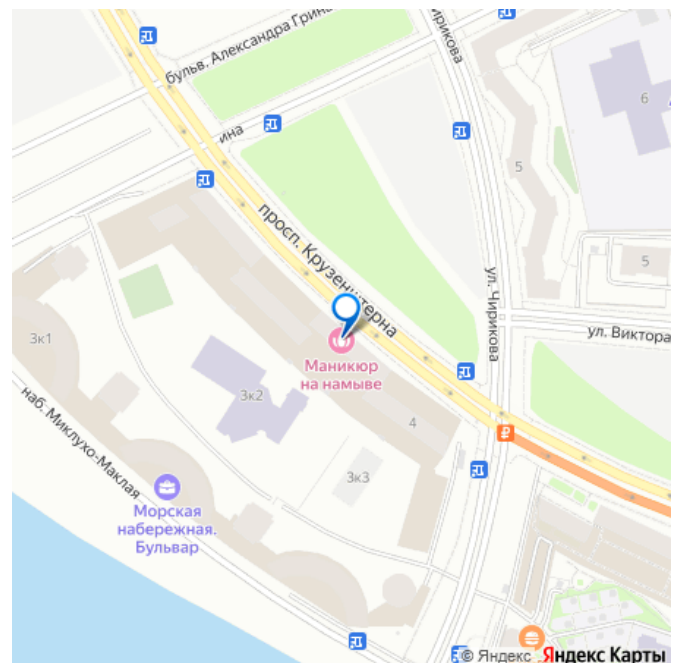 бульв. Александра Грина
ина
Чирикова
6
5
просп. Крузенштерна
5
ул. Чирикова
ул. Виктора
3к1
Маникюр
на намыве
3к2
4
наб. Миклухо-Маклая
3к3
Морская
набережная.
Бульвар
© Яндекс Яндекс Карты